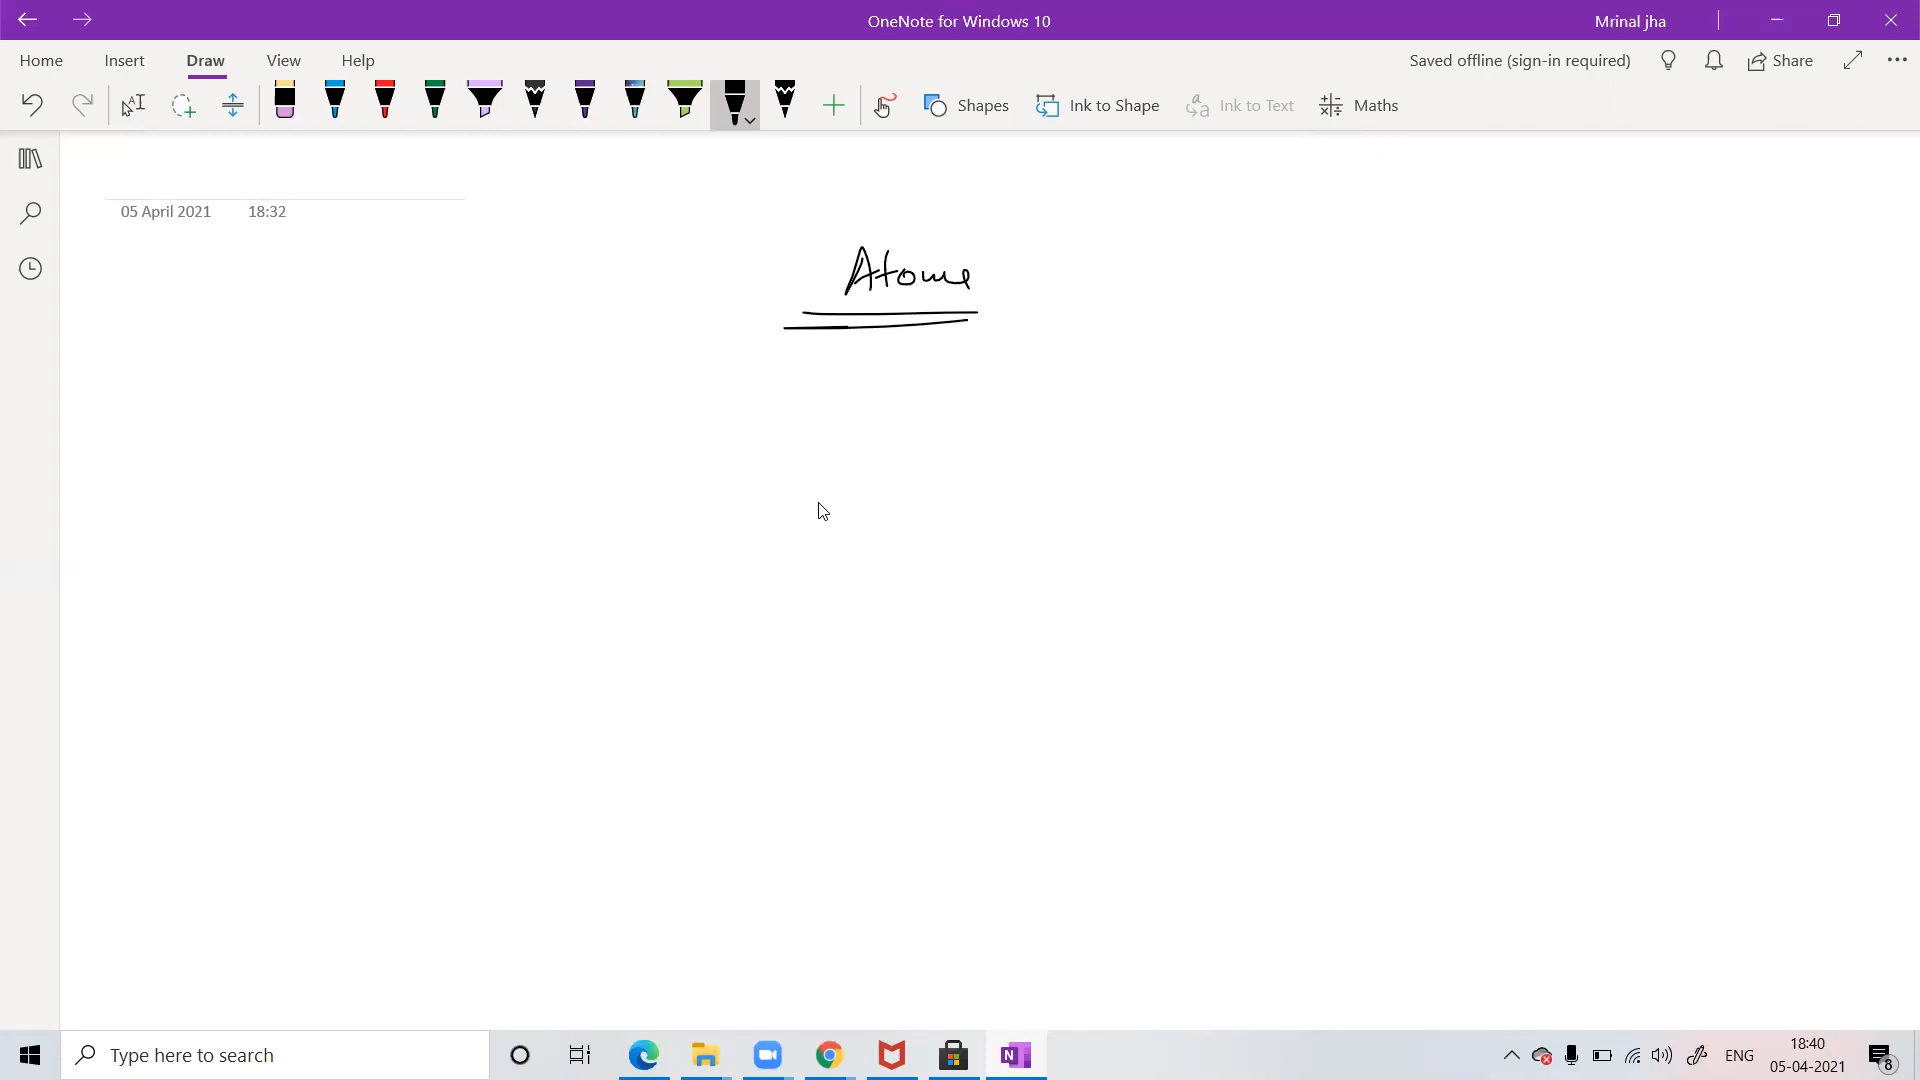 OneNote for Windows 10
Mrinal jha
Home Insert Draw View Help
Saved offline (sign-in required) Share
Shapes Ink to Shape Ink to Text Maths
05 April 2021 18:32
Atoms
Type here to search
ENG
18:40
05-04-2021
8